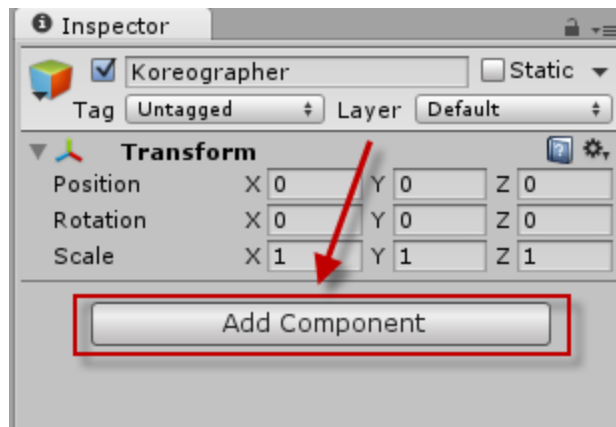 Inspector
Koreographer Static
Tag Untagged Layer Default
Transform
Position X 0 Y 0 Z 0
Rotation X 0 Y 0 Z 0
Scale X 1 Y 1 Z 1
Add Component